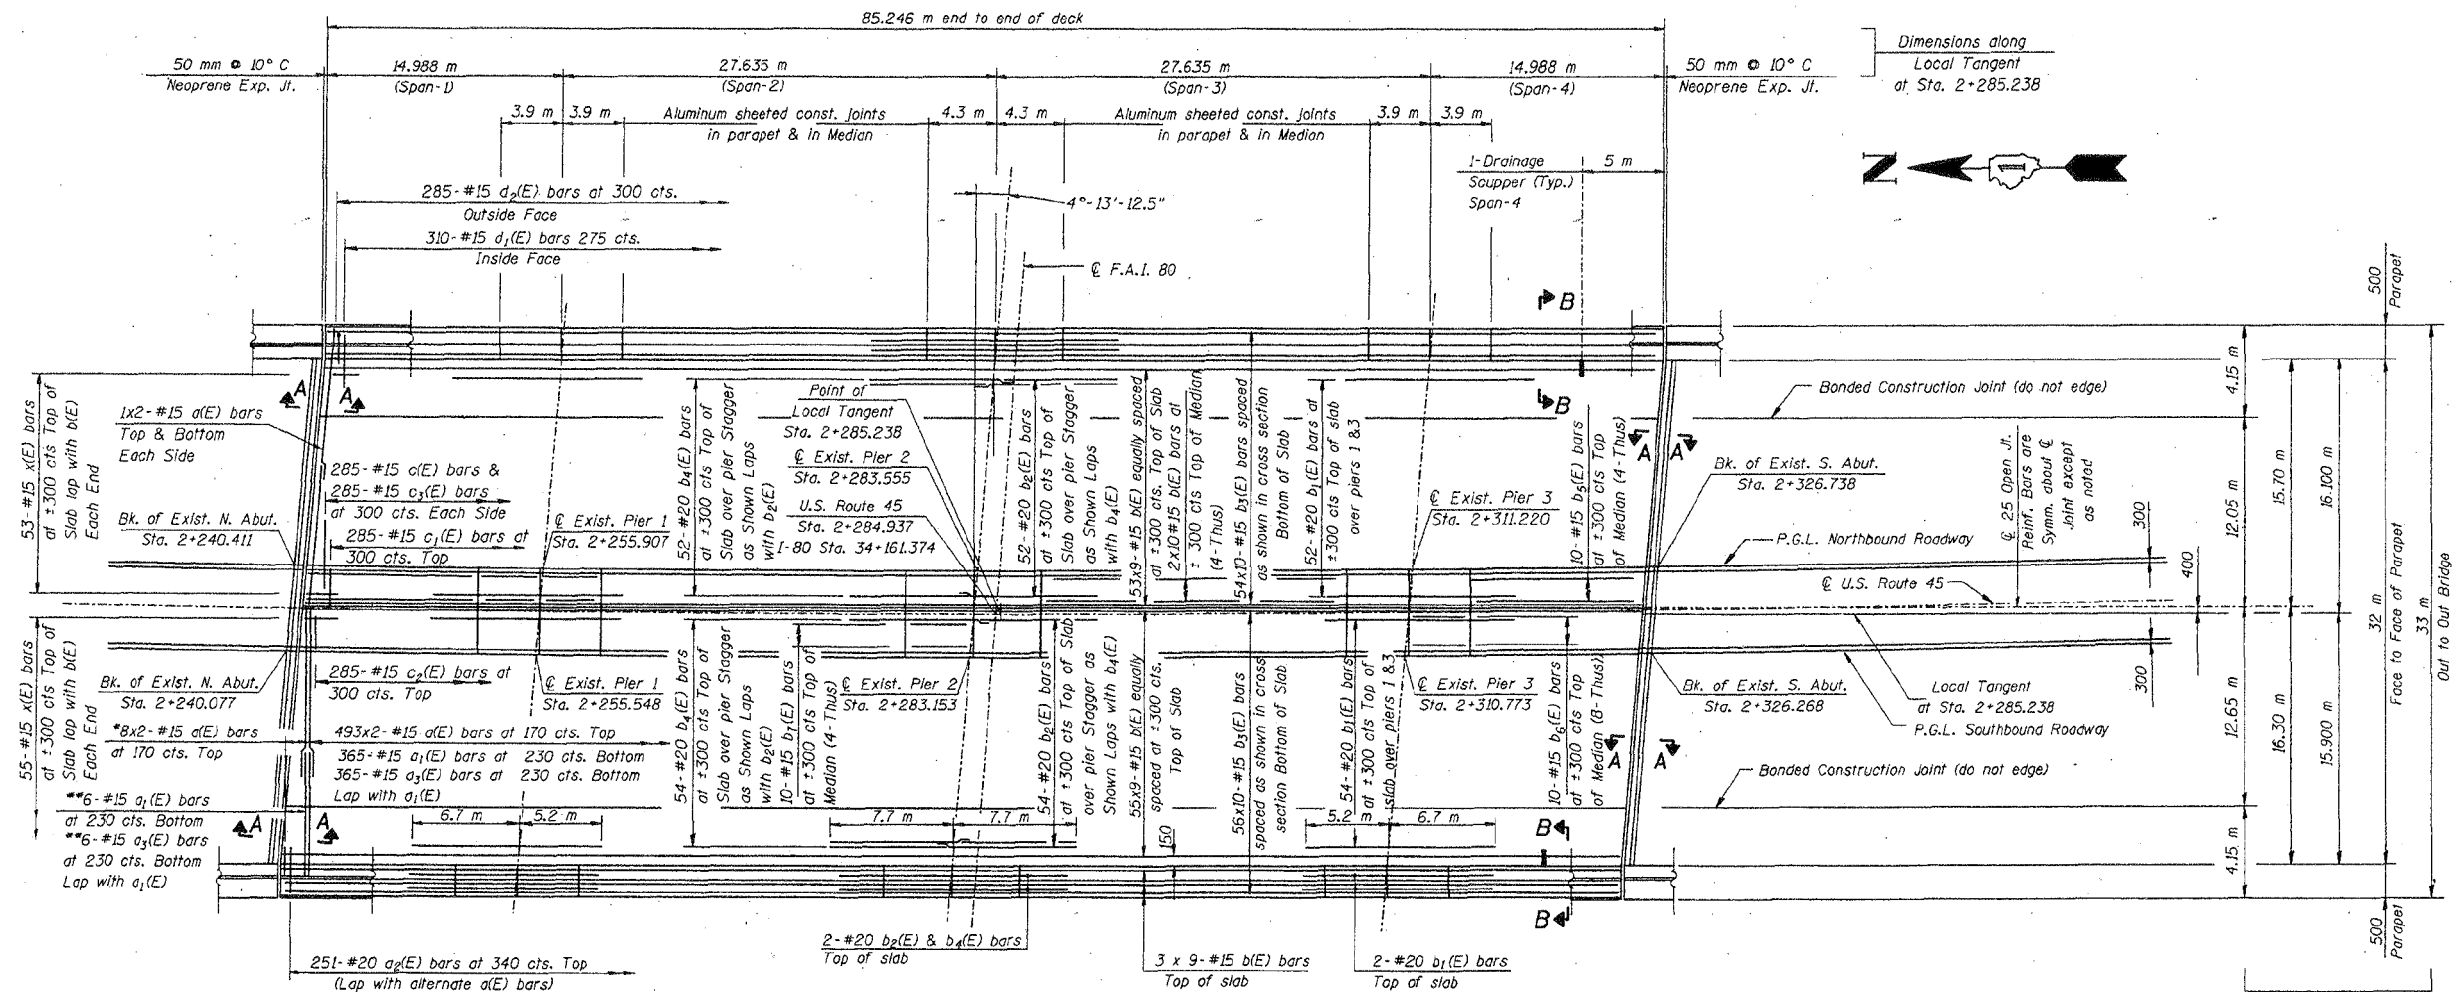 85.246 m end to end of deck
50 mm @ 10° C
Neoprene Exp. Jt.
14.988 m
(Span-1)
27.635 m
(Span-2)
27.635 m
(Span-3)
14.988 m
(Span-4)
50 mm @ 10° C
Neoprene Exp. Jt.
Dimensions along
Local Tangent
at Sta. 2+285.238
3.9 m
3.9 m
Aluminum sheeted const. joints
in parapet & in Median
4.3 m
4.3 m
Aluminum sheeted const. joints
in parapet & in Median
3.9 m
3.9 m
1-Drainage
Scupper (Typ.)
Span-4
5 m
N
285-#15 d2(E) bars at 300 cts.
Outside Face
310-#15 d1(E) bars 275 cts.
Inside Face
4°-13'-12.5"
℄ F.A.I. 80
B
B
53-#15 x(E) bars
at ±300 cts Top of
Slab lap with b(E)
Each End
1x2-#15 a(E) bars
Top & Bottom
Each Side
A
A
285-#15 c(E) bars &
285-#15 c3(E) bars
at 300 cts. Each Side
285-#15 c1(E) bars at
300 cts. Top
Bk. of Exist. N. Abut.
Sta. 2+240.411
℄ Exist. Pier 1
Sta. 2+255.907
52-#20 b4(E) bars
at ±300 cts Top of
Slab over pier Stagger
as Shown Laps
with b2(E)
Point of
Local Tangent
Sta. 2+285.238
℄ Exist. Pier 2
Sta. 2+283.555
U.S. Route 45
Sta. 2+284.937
I-80 Sta. 34+161.374
52-#20 b2(E) bars
at ±300 cts Top of
Slab over pier Stagger
as Shown Laps
with b4(E)
53x9-#15 b(E) equally spaced
at ±300 cts. Top of Slab
2x10#15 b(E) bars at
± 300 cts Top of Median
(4-Thus)
54x10-#15 b3(E) bars spaced
as shown in cross section
Bottom of Slab
52-#20 b1(E) bars at
±300 cts Top of slab
over piers 1 &3
℄ Exist. Pier 3
Sta. 2+311.220
10-#15 b5(E) bars
at ±300 cts Top
of Median (4-Thus)
A
A
Bk. of Exist. S. Abut.
Sta. 2+326.738
Bonded Construction Joint (do not edge)
P.G.L. Northbound Roadway
℄ 25 Open Jt.
Reinf. Bars are
Symm. about ℄
Joint except
as noted
℄ U.S. Route 45
300
400
300
4.15 m
12.05 m
12.65 m
4.15 m
15.70 m
16.30 m
16.100 m
15.900 m
500
Parapet
32 m
Face to Face of Parapet
33 m
Out to Out Bridge
500
Parapet
55-#15 x(E) bars
at ±300 cts Top of
Slab lap with b(E)
Each End
Bk. of Exist. N. Abut.
Sta. 2+240.077
*8x2-#15 a(E) bars
at 170 cts. Top
**6-#15 a1(E) bars
at 230 cts. Bottom
**6-#15 a3(E) bars
at 230 cts. Bottom
Lap with a1(E)
A
A
285-#15 c2(E) bars at
300 cts. Top
493x2-#15 a(E) bars at 170 cts. Top
365-#15 a1(E) bars at 230 cts. Bottom
365-#15 a3(E) bars at 230 cts. Bottom
Lap with a1(E)
6.7 m
5.2 m
℄ Exist. Pier 1
Sta. 2+255.548
54-#20 b4(E) bars
at ±300 cts Top of
Slab over pier Stagger
as Shown Laps
with b2(E)
10-#15 b1(E) bars
at ±300 cts Top of
Median (4-Thus)
℄ Exist. Pier 2
Sta. 2+283.153
7.7 m
7.7 m
54-#20 b2(E) bars
at ±300 cts Top of Slab
over pier Stagger as
Shown Laps with b4(E)
55x9-#15 b(E) equally
spaced at ±300 cts.
Top of Slab
150
56x10-#15 b3(E) bars
spaced as shown in cross
section Bottom of Slab
54-#20 b1(E) bars
at ±300 cts Top of
slab over piers 1 &3
5.2 m
6.7 m
℄ Exist. Pier 3
Sta. 2+310.773
10-#15 b6(E) bars
at ±300 cts Top
of Median (8-Thus)
A
A
Bk. of Exist. S. Abut.
Sta. 2+326.268
Local Tangent
at Sta. 2+285.238
P.G.L. Southbound Roadway
Bonded Construction Joint (do not edge)
B
B
251-#20 a2(E) bars at 340 cts. Top
(Lap with alternate a(E) bars)
2-#20 b2(E) & b4(E) bars
Top of slab
3 x 9-#15 b(E) bars
Top of slab
2-#20 b1(E) bars
Top of slab